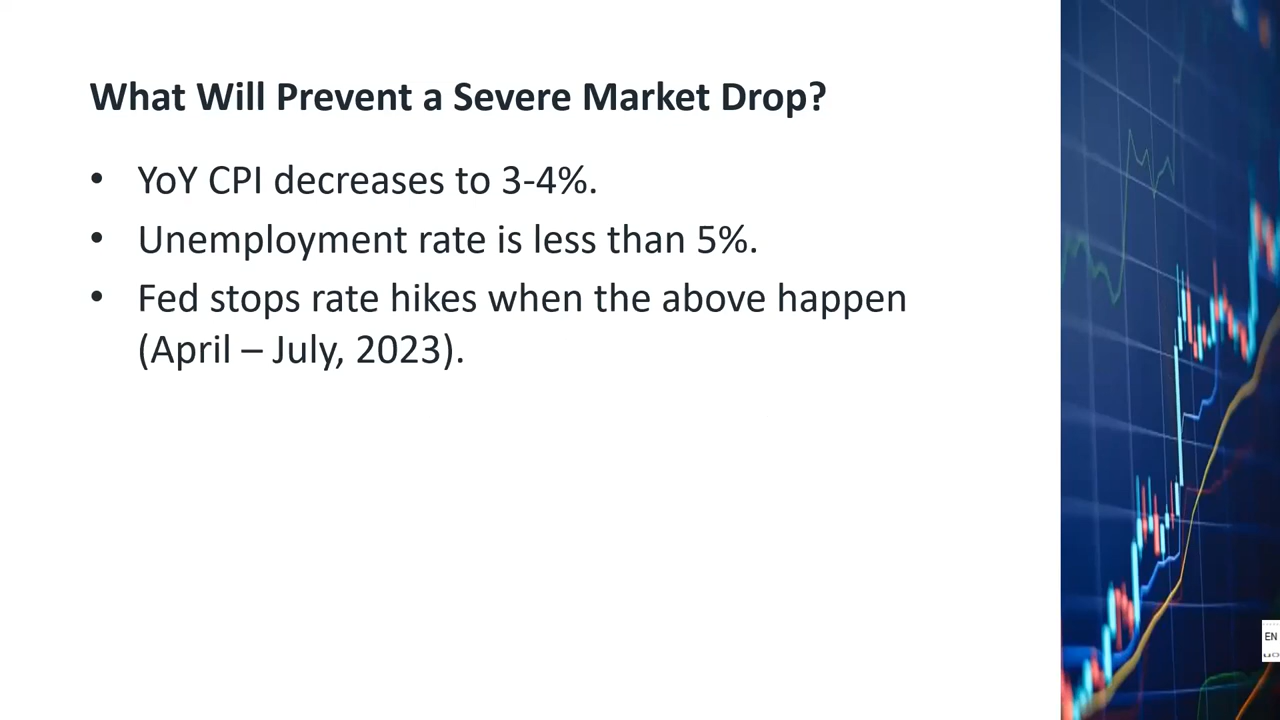 What Will Prevent a Severe Market Drop?
• YoY CPI decreases to 3-4%.
• Unemployment rate is less than 5%.
• Fed stops rate hikes when the above happen
(April – July, 2023).
EN